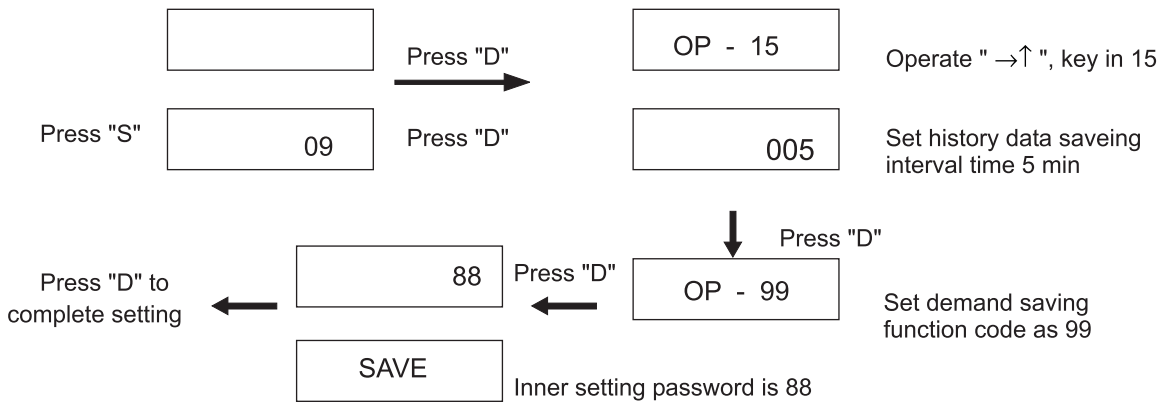 Press "D"
OP - 15
Operate " →↑ ", key in 15
Press "S"
09
Press "D"
005
Set history data saveing
interval time 5 min
Press "D"
Press "D" to
complete setting
88
Press "D"
OP - 99
Set demand saving
function code as 99
SAVE
Inner setting password is 88